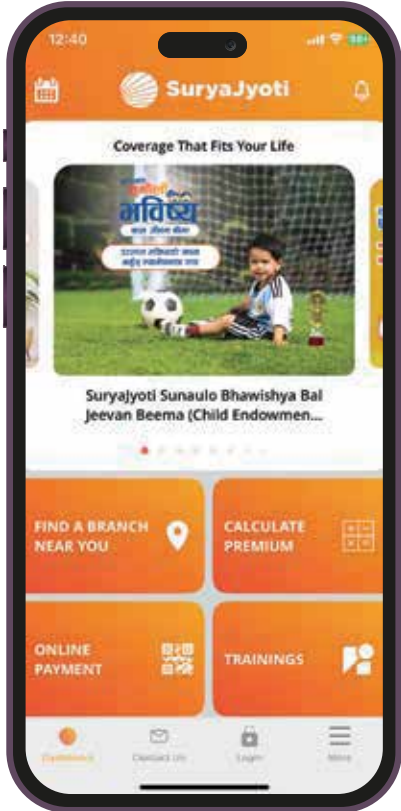 12:40
SuryaJyoti
Coverage That Fits Your Life
सुनौलो
भविष्य
बाल जीवन बीमा
SuryaJyoti Sunaulo Bhawishya Bal
Jeevan Beema (Child Endowmen...
FIND A BRANCH
NEAR YOU
CALCULATE
PREMIUM
ONLINE
PAYMENT
TRAININGS
Contact Us
Login
More